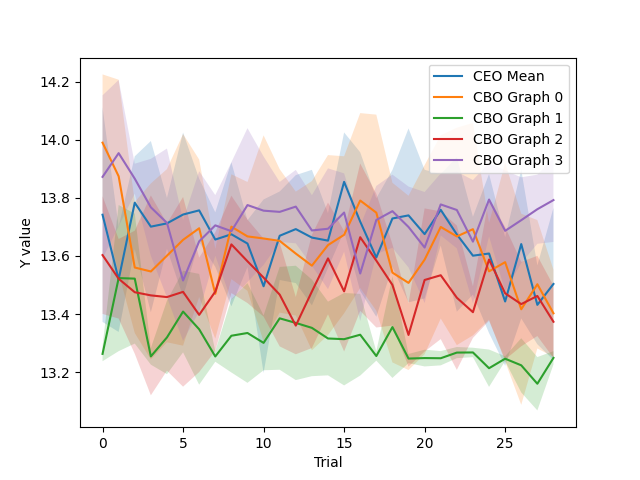 14.2
14.0
13.8
13.6
13.4
13.2
Y value
0
5
10
15
20
25
Trial
CEO Mean
CBO Graph 0
CBO Graph 1
CBO Graph 2
CBO Graph 3